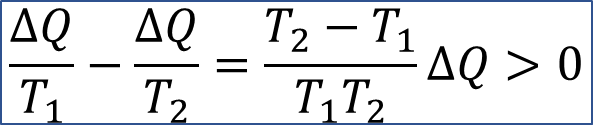 ΔQ/T₁ − ΔQ/T₂ = (T₂ − T₁)/(T₁T₂) ΔQ > 0